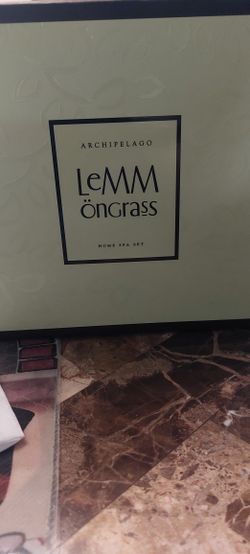 ARCHIPELAGO
LeMM
öngrass
HOME SPA SET